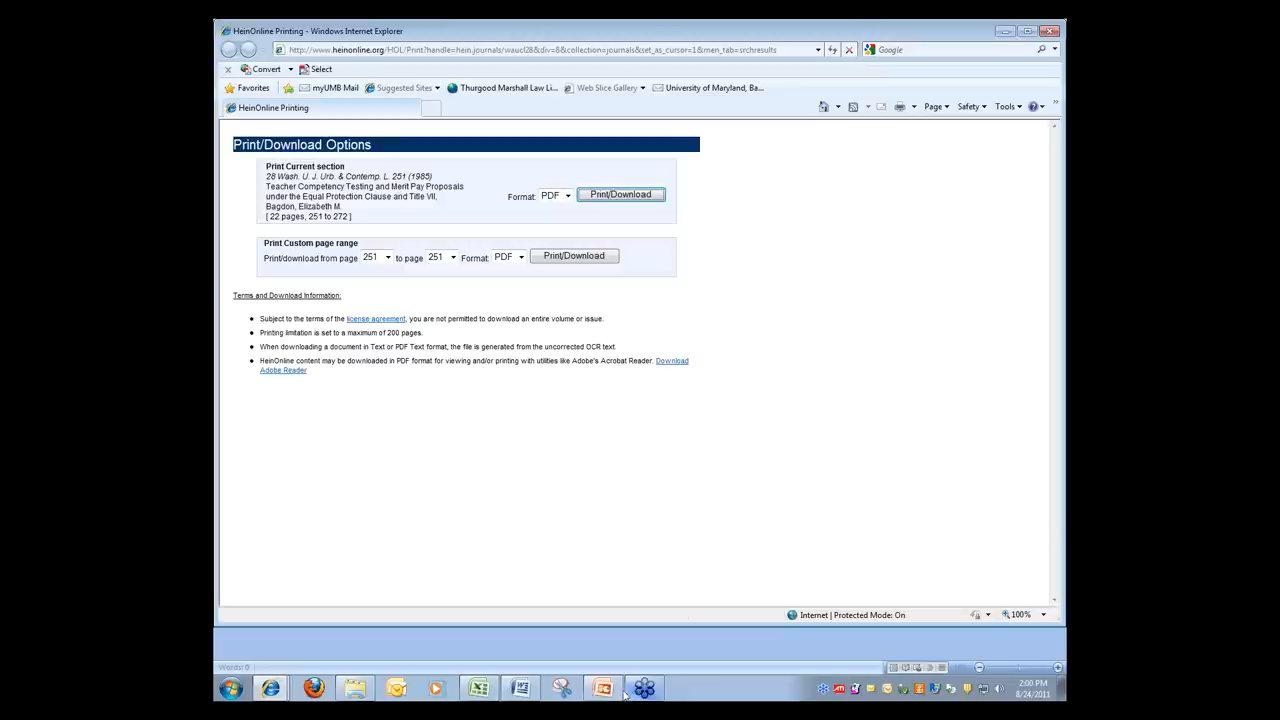 HeinOnline Printing - Windows Internet Explorer
http://www.heinonline.org/HOL/Print?handle=hein.journals/waucl28&div=8&collection=journals&set_as_cursor=1&men_tab=srchresults
Google
Convert Select
Favorites myUMB Mail Suggested Sites Thurgood Marshall Law Li... Web Slice Gallery University of Maryland, Ba...
HeinOnline Printing
Page Safety Tools
Print/Download Options
Print Current section
28 Wash. U. J. Urb. & Contemp. L. 251 (1985)
Teacher Competency Testing and Merit Pay Proposals
under the Equal Protection Clause and Title VII,
Bagdon, Elizabeth M.
[ 22 pages, 251 to 272 ]
Format: PDF Print/Download
Print Custom page range
Print/download from page 251 to page 251 Format: PDF Print/Download
Terms and Download Information:
Subject to the terms of the license agreement, you are not permitted to download an entire volume or issue.
Printing limitation is set to a maximum of 200 pages.
When downloading a document in Text or PDF Text format, the file is generated from the uncorrected OCR text.
HeinOnline content may be downloaded in PDF format for viewing and/or printing with utilities like Adobe's Acrobat Reader. Download
Adobe Reader
Internet | Protected Mode: On
100%
Words: 0
2:00 PM
8/24/2011